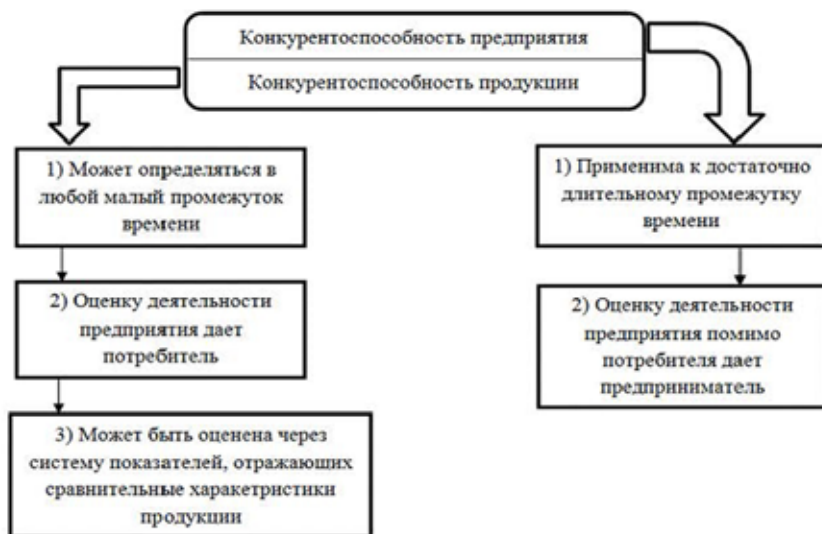 Конкурентоспособность предприятия
Конкурентоспособность продукции
1) Может определяться в
любой малый промежуток
времени
2) Оценку деятельности
предприятия дает
потребитель
3) Может быть оценена через
систему показателей, отражающих
сравнительные харакетристики
продукции
1) Применима к достаточно
длительному промежутку
времени
2) Оценку деятельности
предприятия помимо
потребителя дает
предприниматель